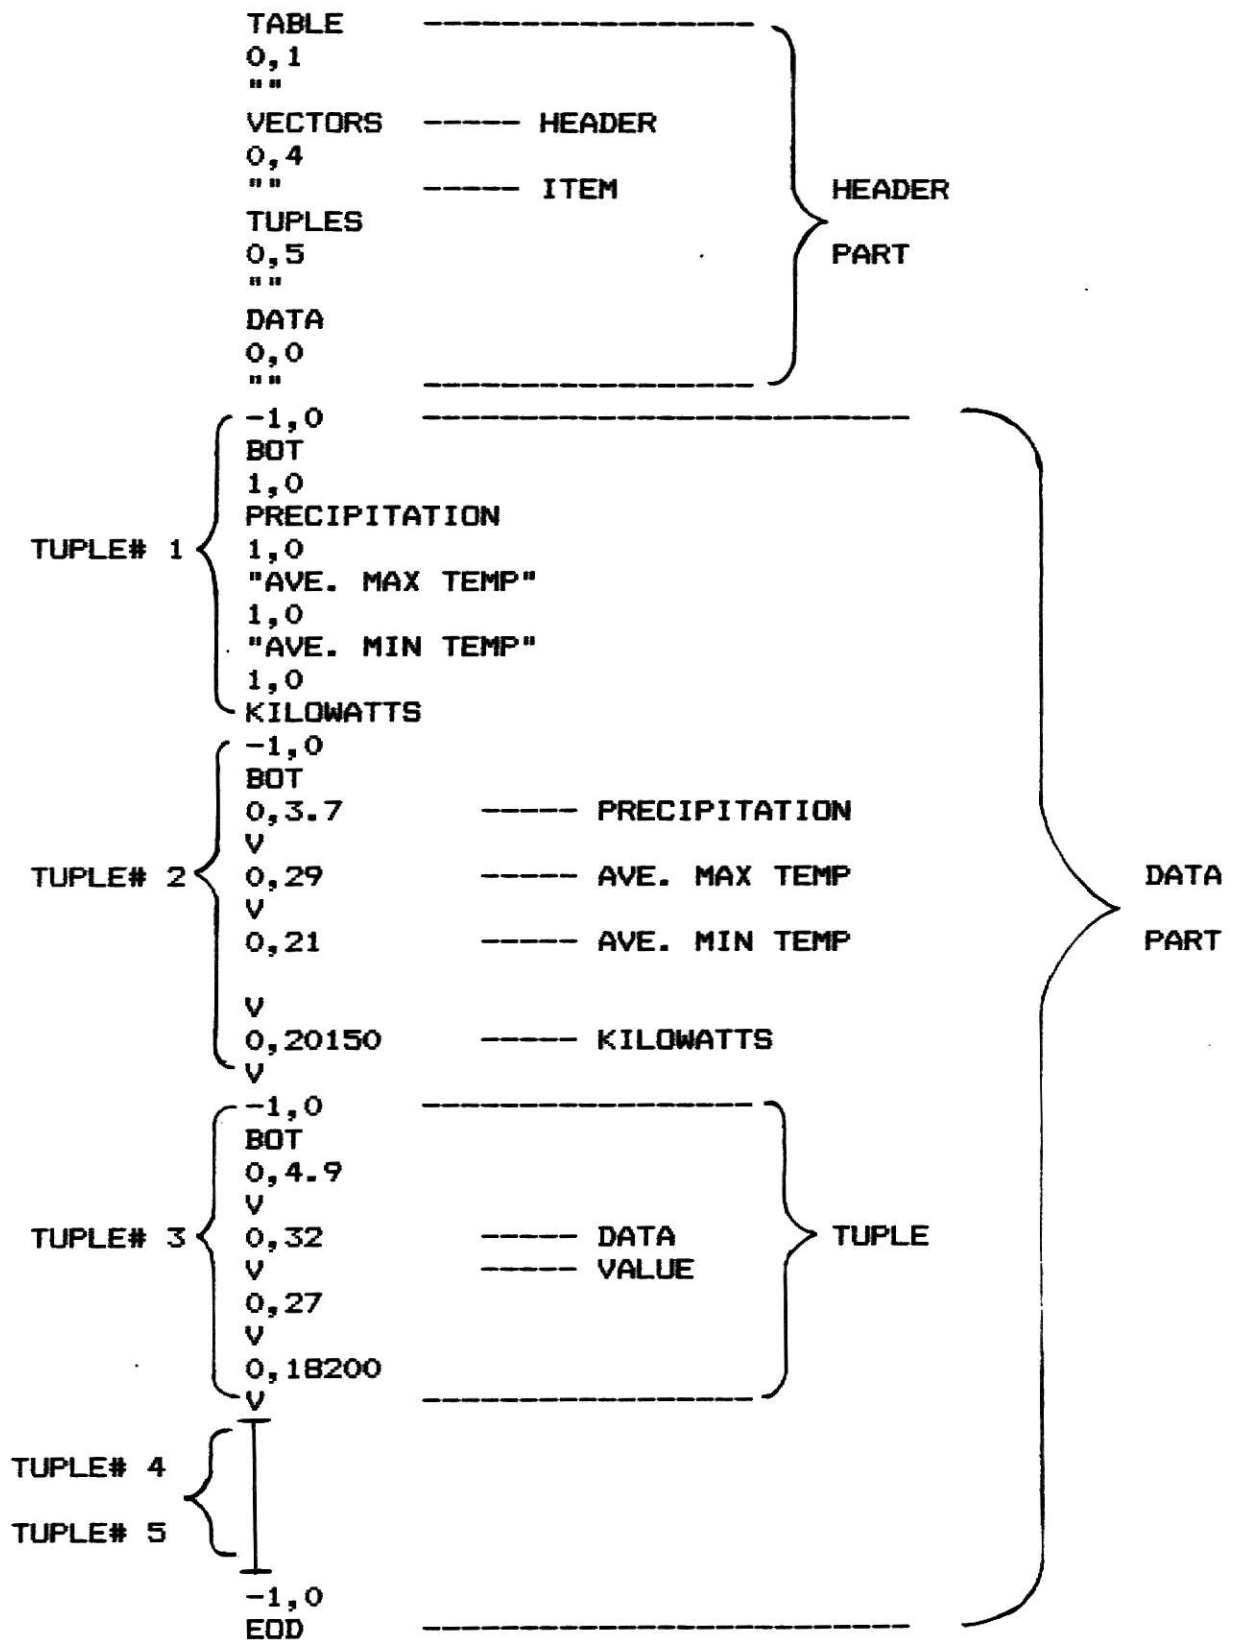 TABLE --------------------
0,1
""
VECTORS ----- HEADER
0,4
"" ----- ITEM HEADER
TUPLES
0,5 PART
""
DATA
0,0
"" --------------------
-1,0 --------------------
BOT
1,0
PRECIPITATION
TUPLE# 1 1,0
"AVE. MAX TEMP"
1,0
"AVE. MIN TEMP"
1,0
KILOWATTS
-1,0
BOT
0,3.7 ----- PRECIPITATION
V
TUPLE# 2 0,29 ----- AVE. MAX TEMP DATA
V
0,21 ----- AVE. MIN TEMP PART
V
0,20150 ----- KILOWATTS
V
-1,0 --------------------
BOT
0,4.9
V
TUPLE# 3 0,32 ----- DATA TUPLE
V ----- VALUE
0,27
V
0,18200
V --------------------
TUPLE# 4
TUPLE# 5
-1,0
EOD --------------------